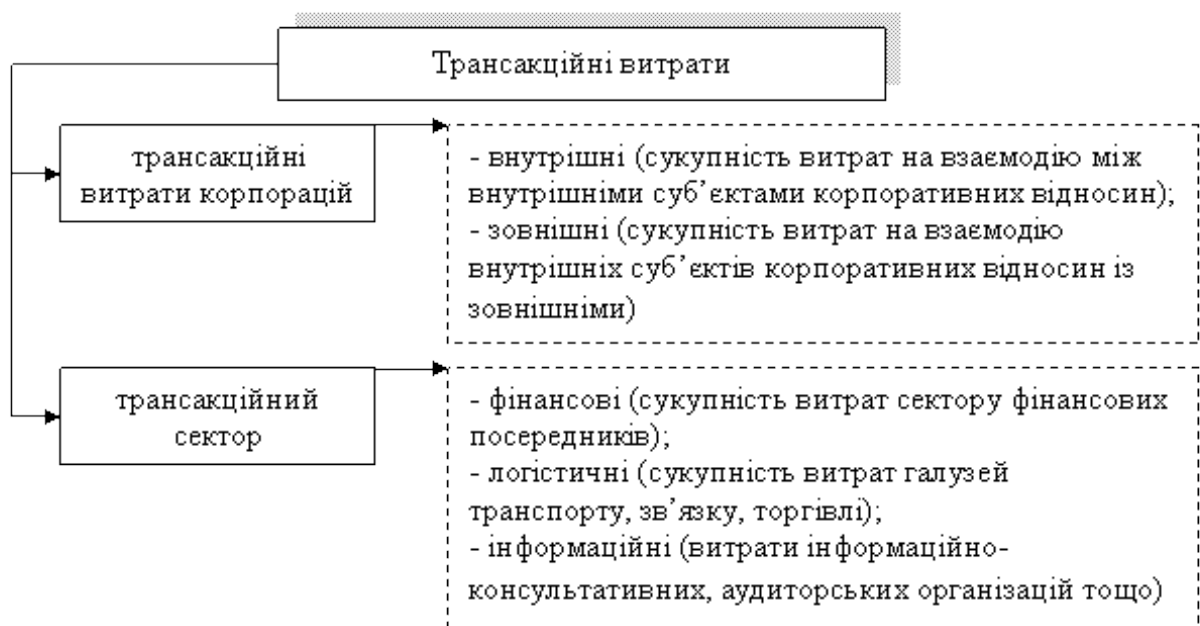 Трансакційні витрати
трансакційні
витрати корпорацій
- внутрішні (сукупність витрат на взаємодію між
внутрішніми суб’єктами корпоративних відносин);
- зовнішні (сукупність витрат на взаємодію
внутрішніх суб’єктів корпоративних відносин із
зовнішніми)
трансакційний
сектор
- фінансові (сукупність витрат сектору фінансових
посередників);
- логістичні (сукупність витрат галузей
транспорту, зв’язку, торгівлі);
- інформаційні (витрати інформаційно-
консультативних, аудиторських організацій тощо)